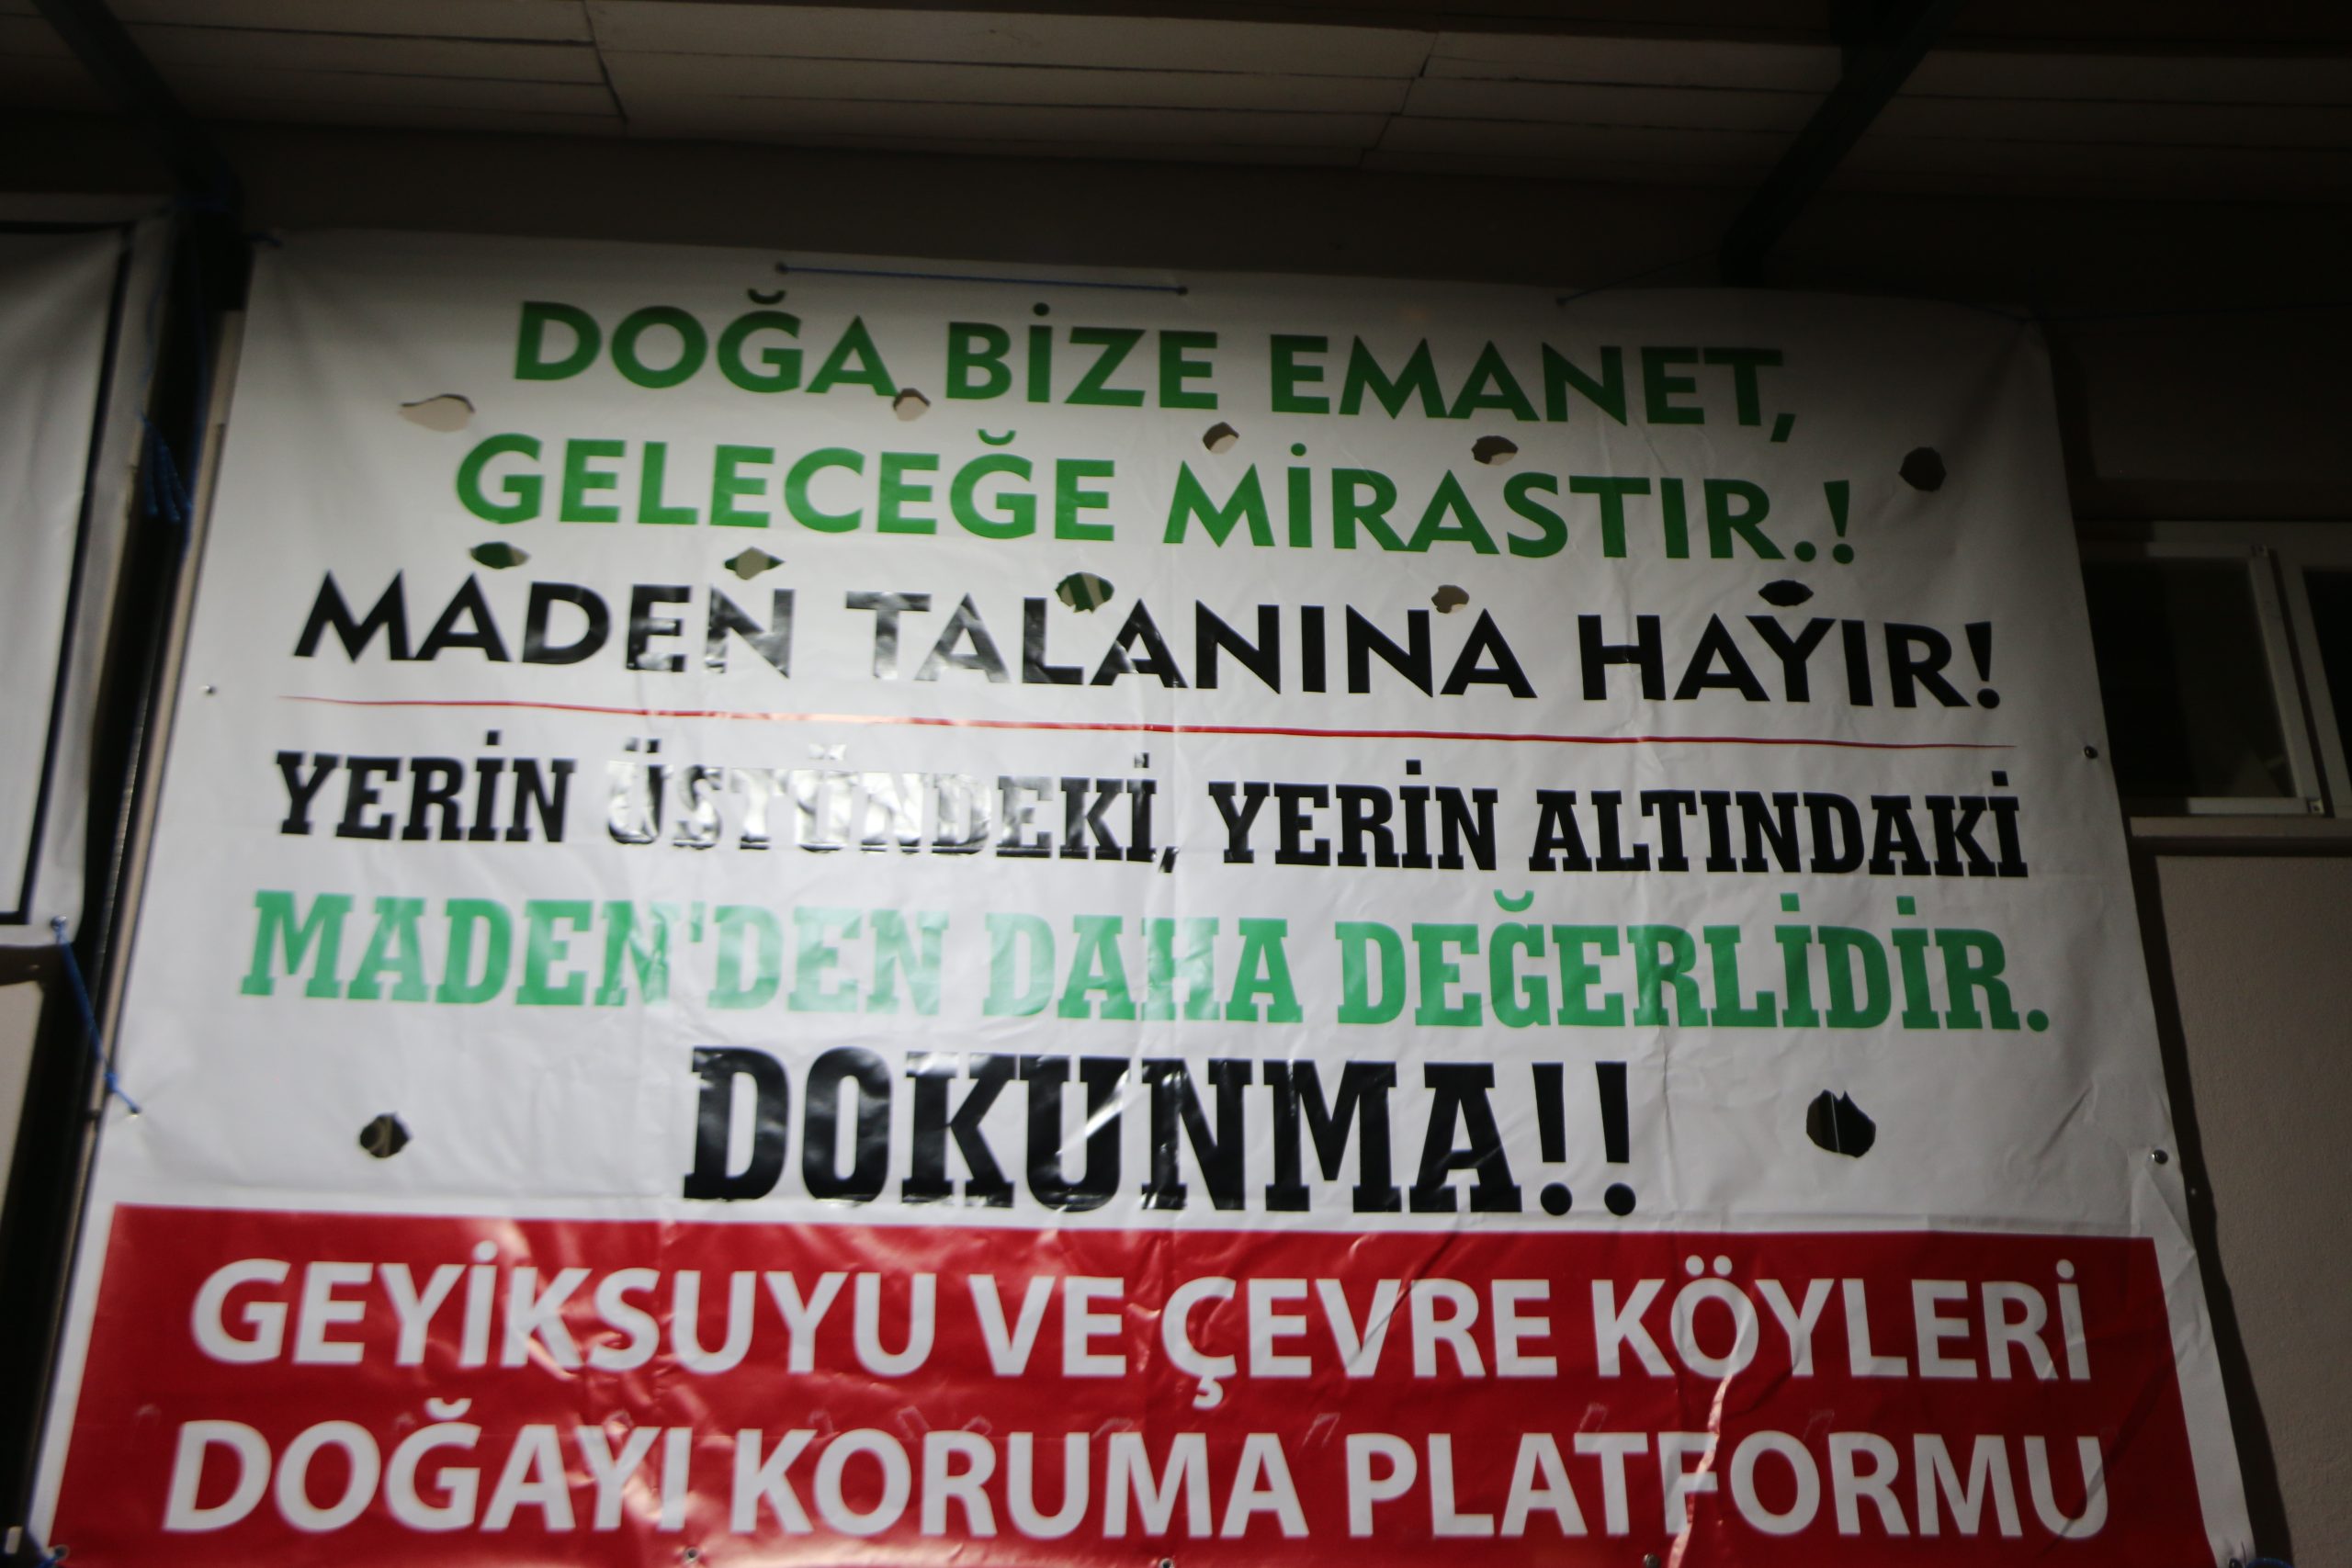 DOĞA BİZE EMANET,
GELECEĞE MİRASTIR.!
MADEN TALANINA HAYIR!
YERİN ÜSTÜNDEKİ, YERİN ALTINDAKİ
MADEN'DEN DAHA DEĞERLİDİR.
DOKUNMA!!
GEYİKSUYU VE ÇEVRE KÖYLERİ
DOĞAYI KORUMA PLATFORMU